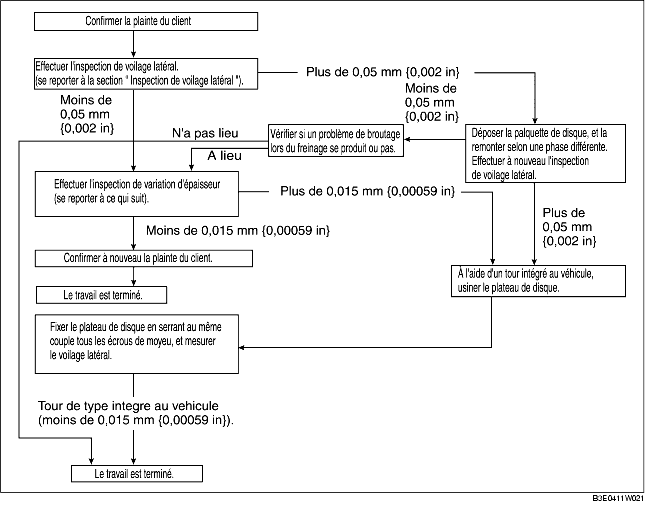 Confirmer la plainte du client
Effectuer l'inspection de voilage latéral.
(se reporter à la section " Inspection de voilage latéral ").
Plus de 0,05 mm {0,002 in}
Moins de
0,05 mm
{0,002 in}
Moins de
0,05 mm
{0,002 in}
N'a pas lieu
Vérifier si un problème de broutage
lors du freinage se produit ou pas.
Déposer la palquette de disque, et la
remonter selon une phase différente.
Effectuer à nouveau l'inspection
de voilage latéral.
A lieu
Effectuer l'inspection de variation d'épaisseur
(se reporter à ce qui suit).
Plus de 0,015 mm {0,00059 in}
Plus de
0,05 mm
{0,002 in}
Moins de 0,015 mm {0,00059 in}
Confirmer à nouveau la plainte du client.
À l'aide d'un tour intégré au véhicule,
usiner le plateau de disque.
Le travail est terminé.
Fixer le plateau de disque en serrant au même
couple tous les écrous de moyeu, et mesurer
le voilage latéral.
Tour de type integre au vehicule
(moins de 0,015 mm {0,00059 in}).
Le travail est terminé.
B3E0411W021